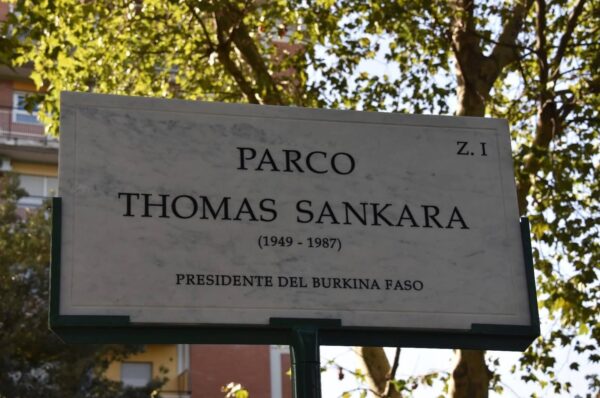 Z. I
PARCO
THOMAS SANKARA
(1949 - 1987)
PRESIDENTE DEL BURKINA FASO